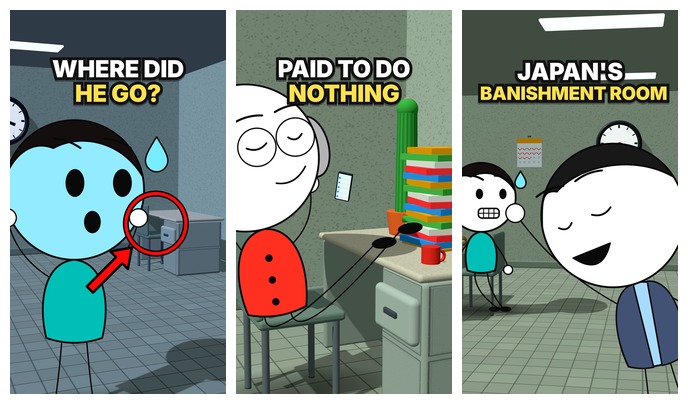 WHERE DID
HE GO?
PAID TO DO
NOTHING
JAPAN'S
BANISHMENT ROOM